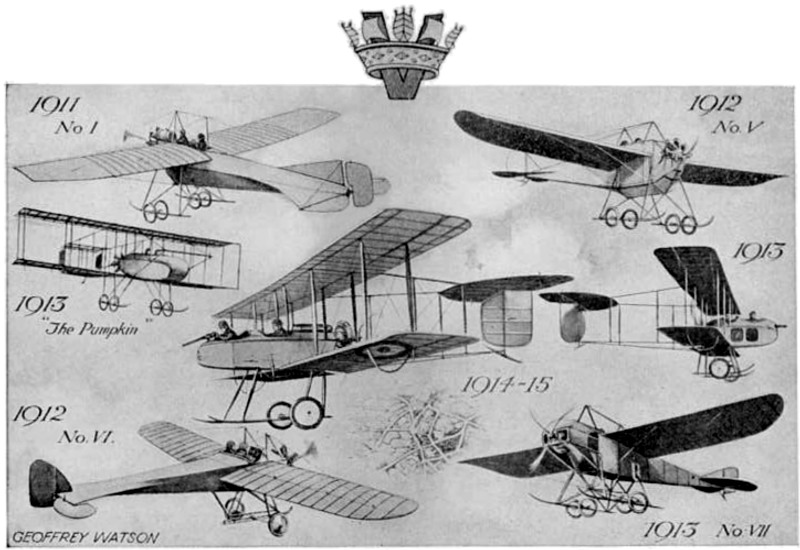 1911
No. I
1912
No. V
1913
"The Pumpkin"
1913
1914-15
1912
No. VI.
1913 No. VII
GEOFFREY WATSON